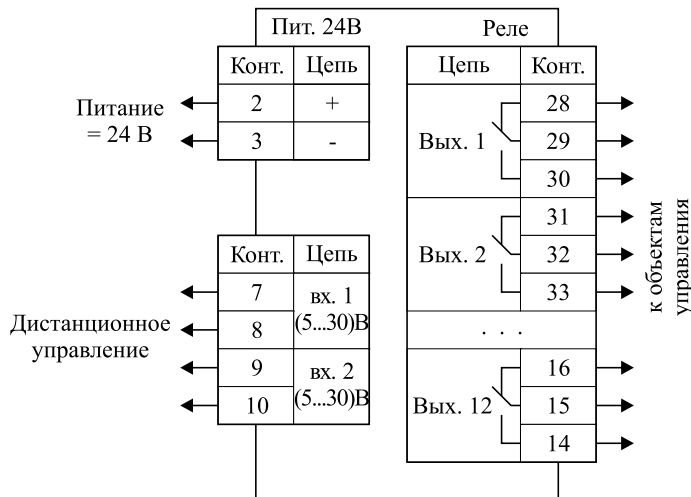 Пит. 24В
Конт. Цепь
2 +
3 -
Питание
= 24 В
Конт. Цепь
7 вх. 1
8 (5...30)В
9 вх. 2
10 (5...30)В
Дистанционное
управление
Реле
Цепь Конт.
Вых. 1
28
29
30
Вых. 2
31
32
33
. . .
Вых. 12
16
15
14
к объектам
управления